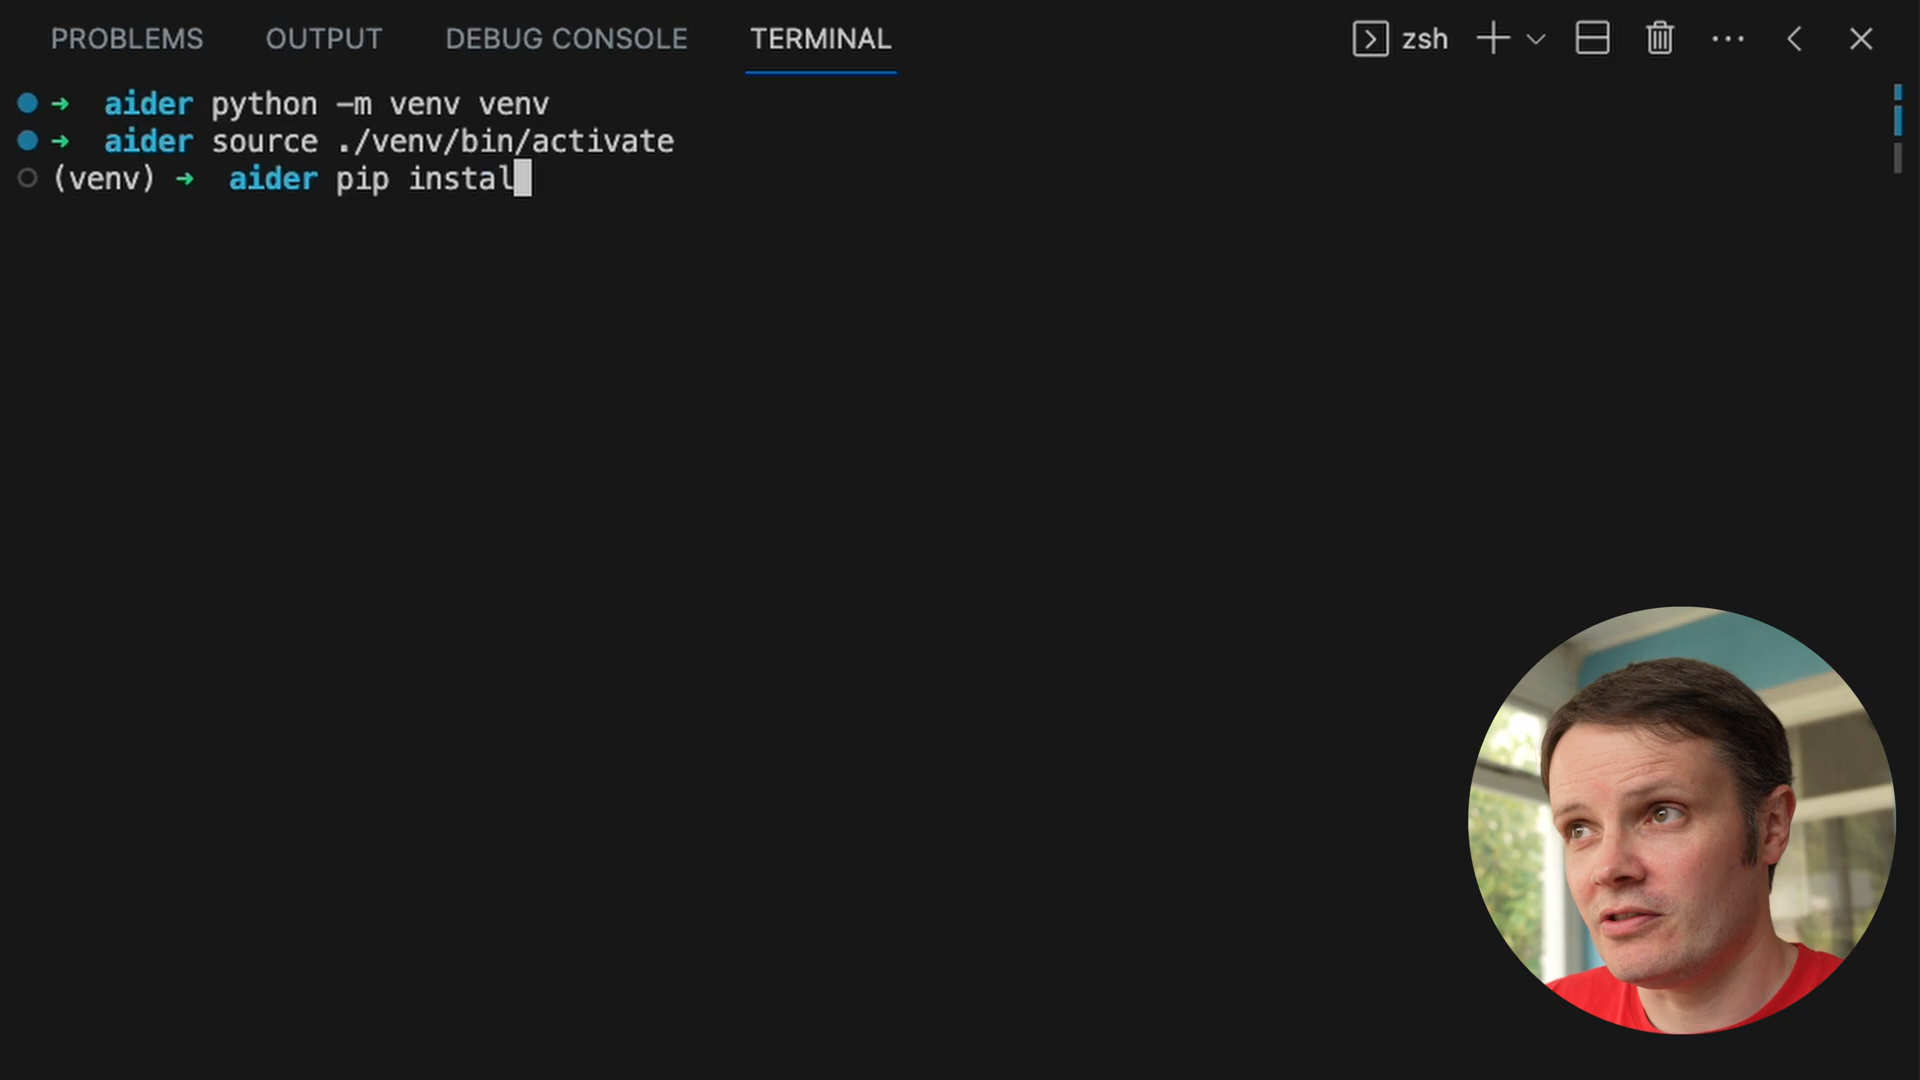 PROBLEMS OUTPUT DEBUG CONSOLE TERMINAL zsh
aider python -m venv venv
aider source ./venv/bin/activate
(venv) ➜ aider pip instal